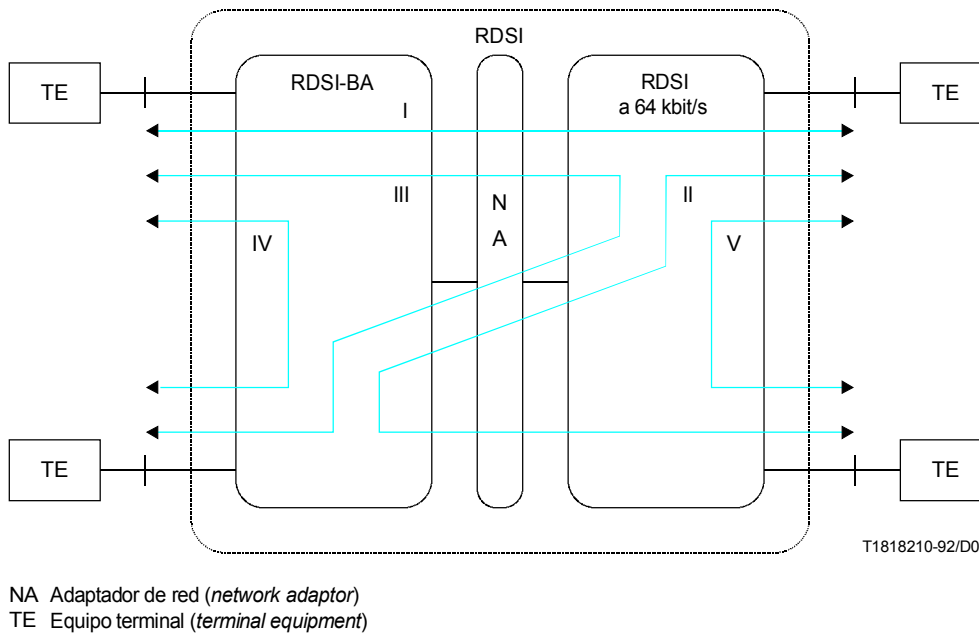 RDSI
TE
RDSI-BA
RDSI
a 64 kbit/s
TE
I
III
N
A
II
IV
V
TE
TE
T1818210-92/D0
NA Adaptador de red (network adaptor)
TE Equipo terminal (terminal equipment)